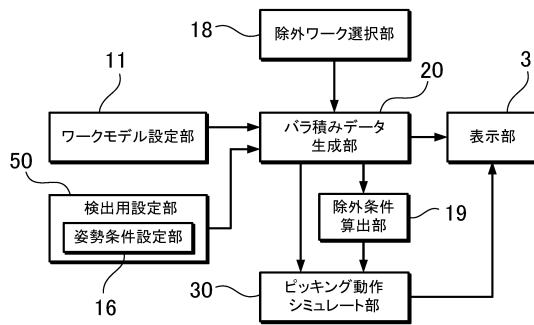 18
除外ワーク選択部
11
20
3
ワークモデル設定部
バラ積みデータ
生成部
表示部
50
検出用設定部
姿勢条件設定部
16
除外条件
算出部
19
30
ピッキング動作
シミュレート部